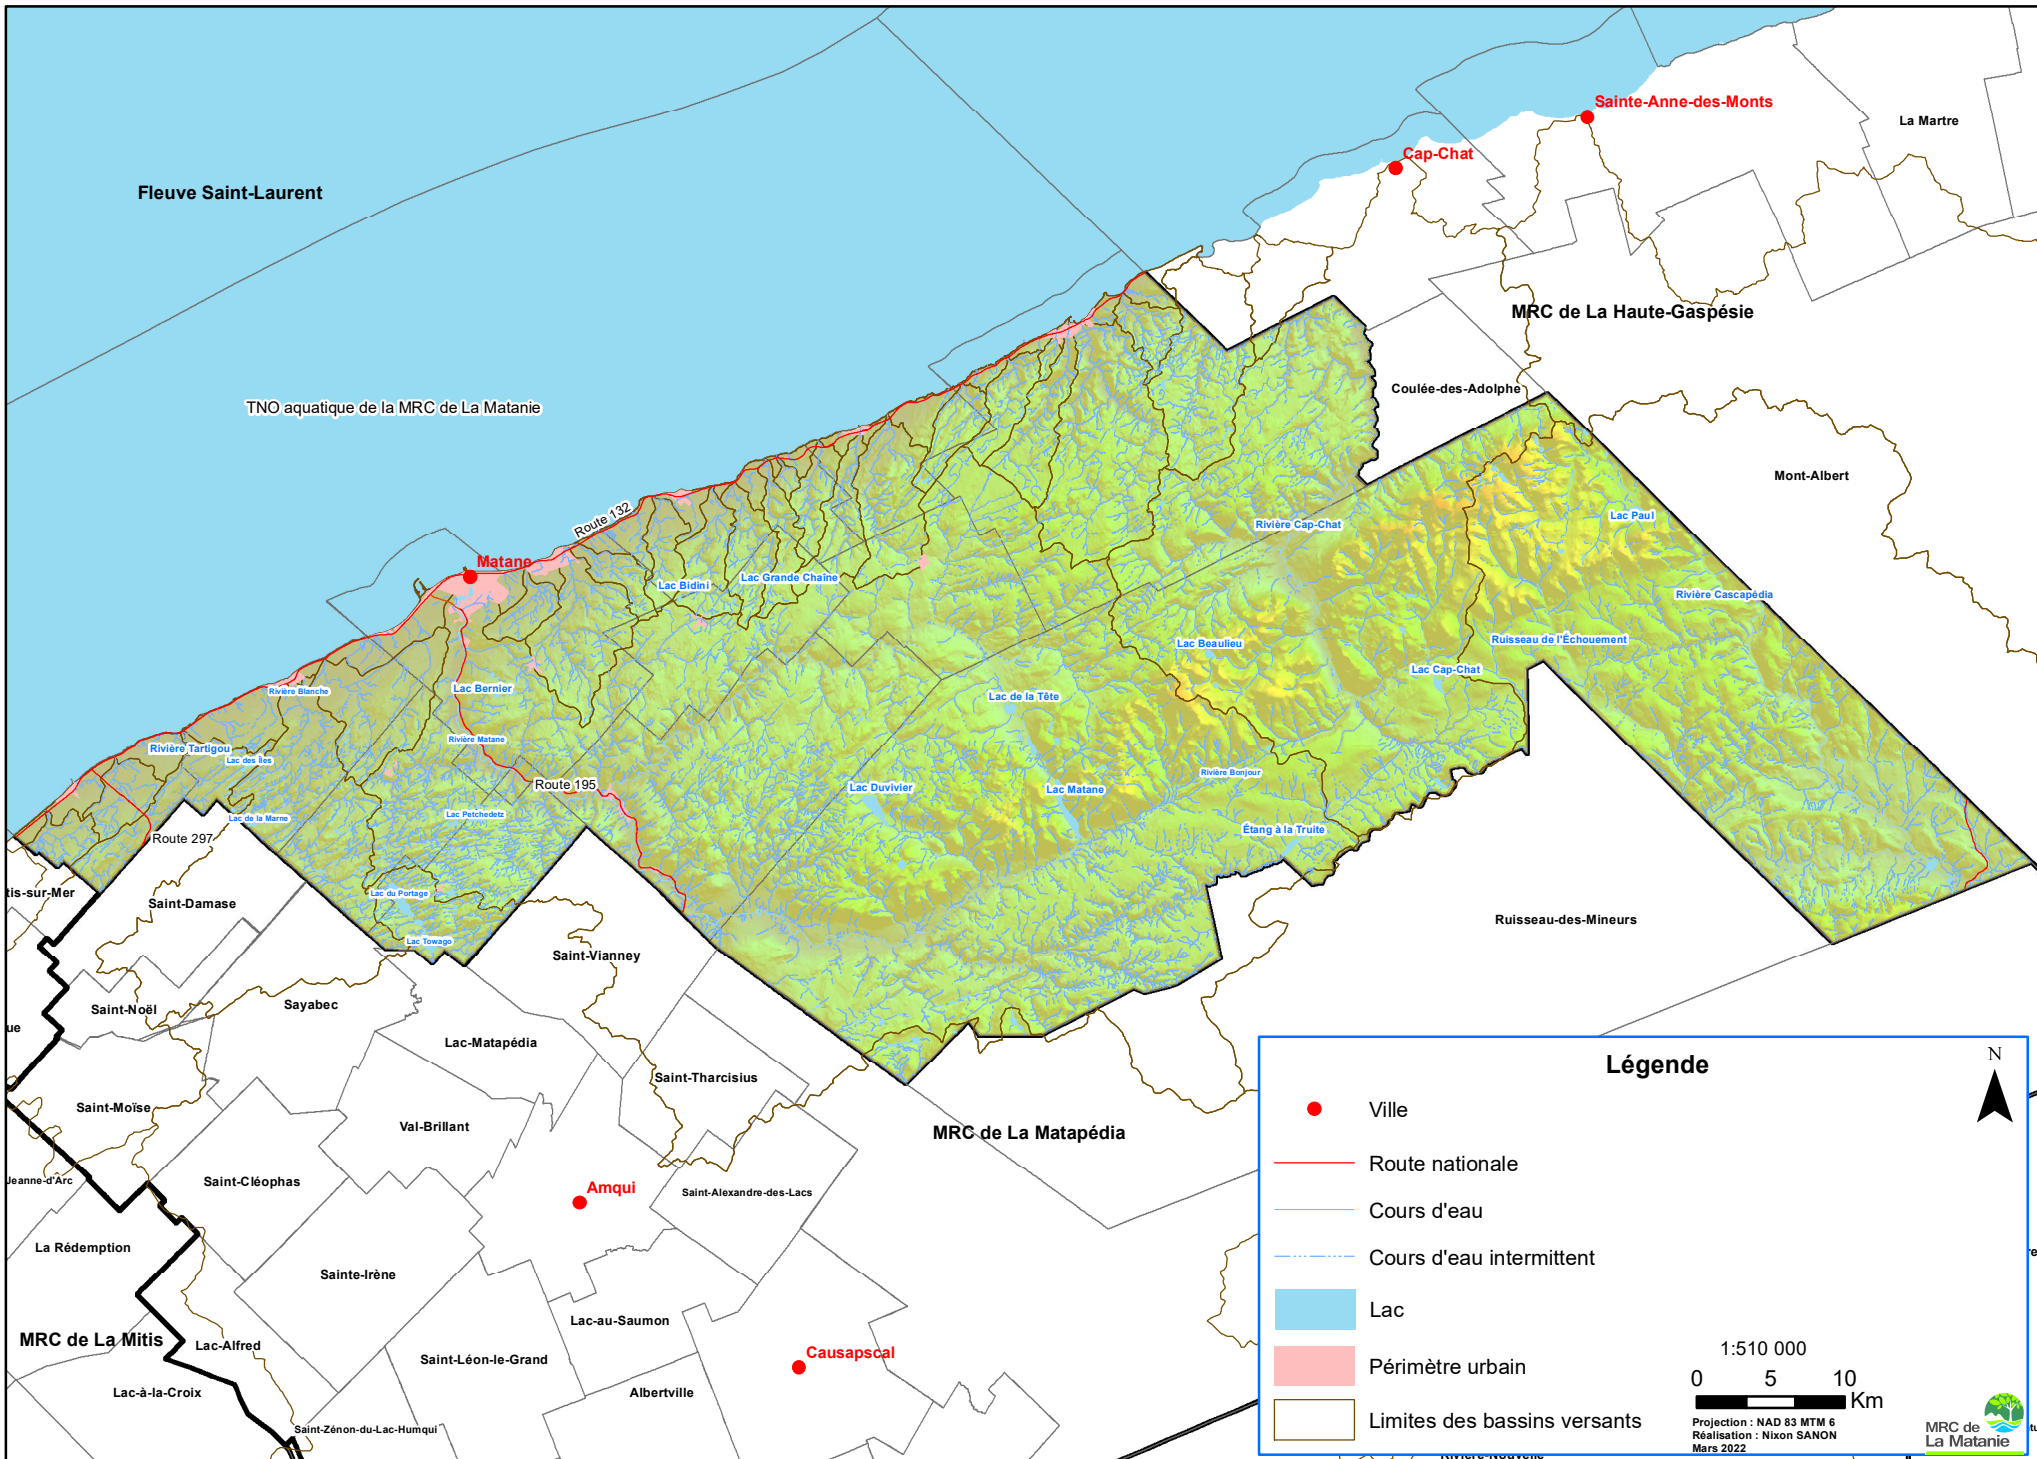 Sainte-Anne-des-Monts
La Martre
Cap-Chat
Fleuve Saint-Laurent
MRC de La Haute-Gaspésie
Coulée-des-Adolphe
TNO aquatique de la MRC de La Matanie
Mont-Albert
Route 132
Rivière Cap-Chat
Lac Paul
Matane
Lac Bidini
Lac Grande Chaîne
Rivière Cascapédia
Lac Beaulieu
Ruisseau de l'Échouement
Lac Cap-Chat
Rivière Blanche
Lac Bernier
Lac de la Tête
Rivière Matane
Rivière Tartigou
Lac des Îles
Rivière Bonjour
Route 195
Lac Duvivier
Lac Matane
Lac de la Marne
Lac Petchedetz
Étang à la Truite
Route 297
tis-sur-Mer
Saint-Damase
Lac du Portage
Ruisseau-des-Mineurs
Lac Towago
Saint-Vianney
Saint-Noël
Sayabec
ue
Lac-Matapédia
Saint-Tharcisius
Saint-Moïse
Val-Brillant
MRC de La Matapédia
Jeanne-d'Arc
Saint-Cléophas
Amqui
Saint-Alexandre-des-Lacs
La Rédemption
Sainte-Irène
Lac-au-Saumon
MRC de La Mitis
Lac-Alfred
Saint-Léon-le-Grand
Causapscal
Lac-à-la-Croix
Albertville
Saint-Zénon-du-Lac-Humqui
Légende
N
Ville
Route nationale
Cours d'eau
Cours d'eau intermittent
Lac
Périmètre urbain
Limites des bassins versants
1:510 000
0 5 10
Km
Projection : NAD 83 MTM 6
Réalisation : Nixon SANON
Mars 2022
MRC de
La Matanie